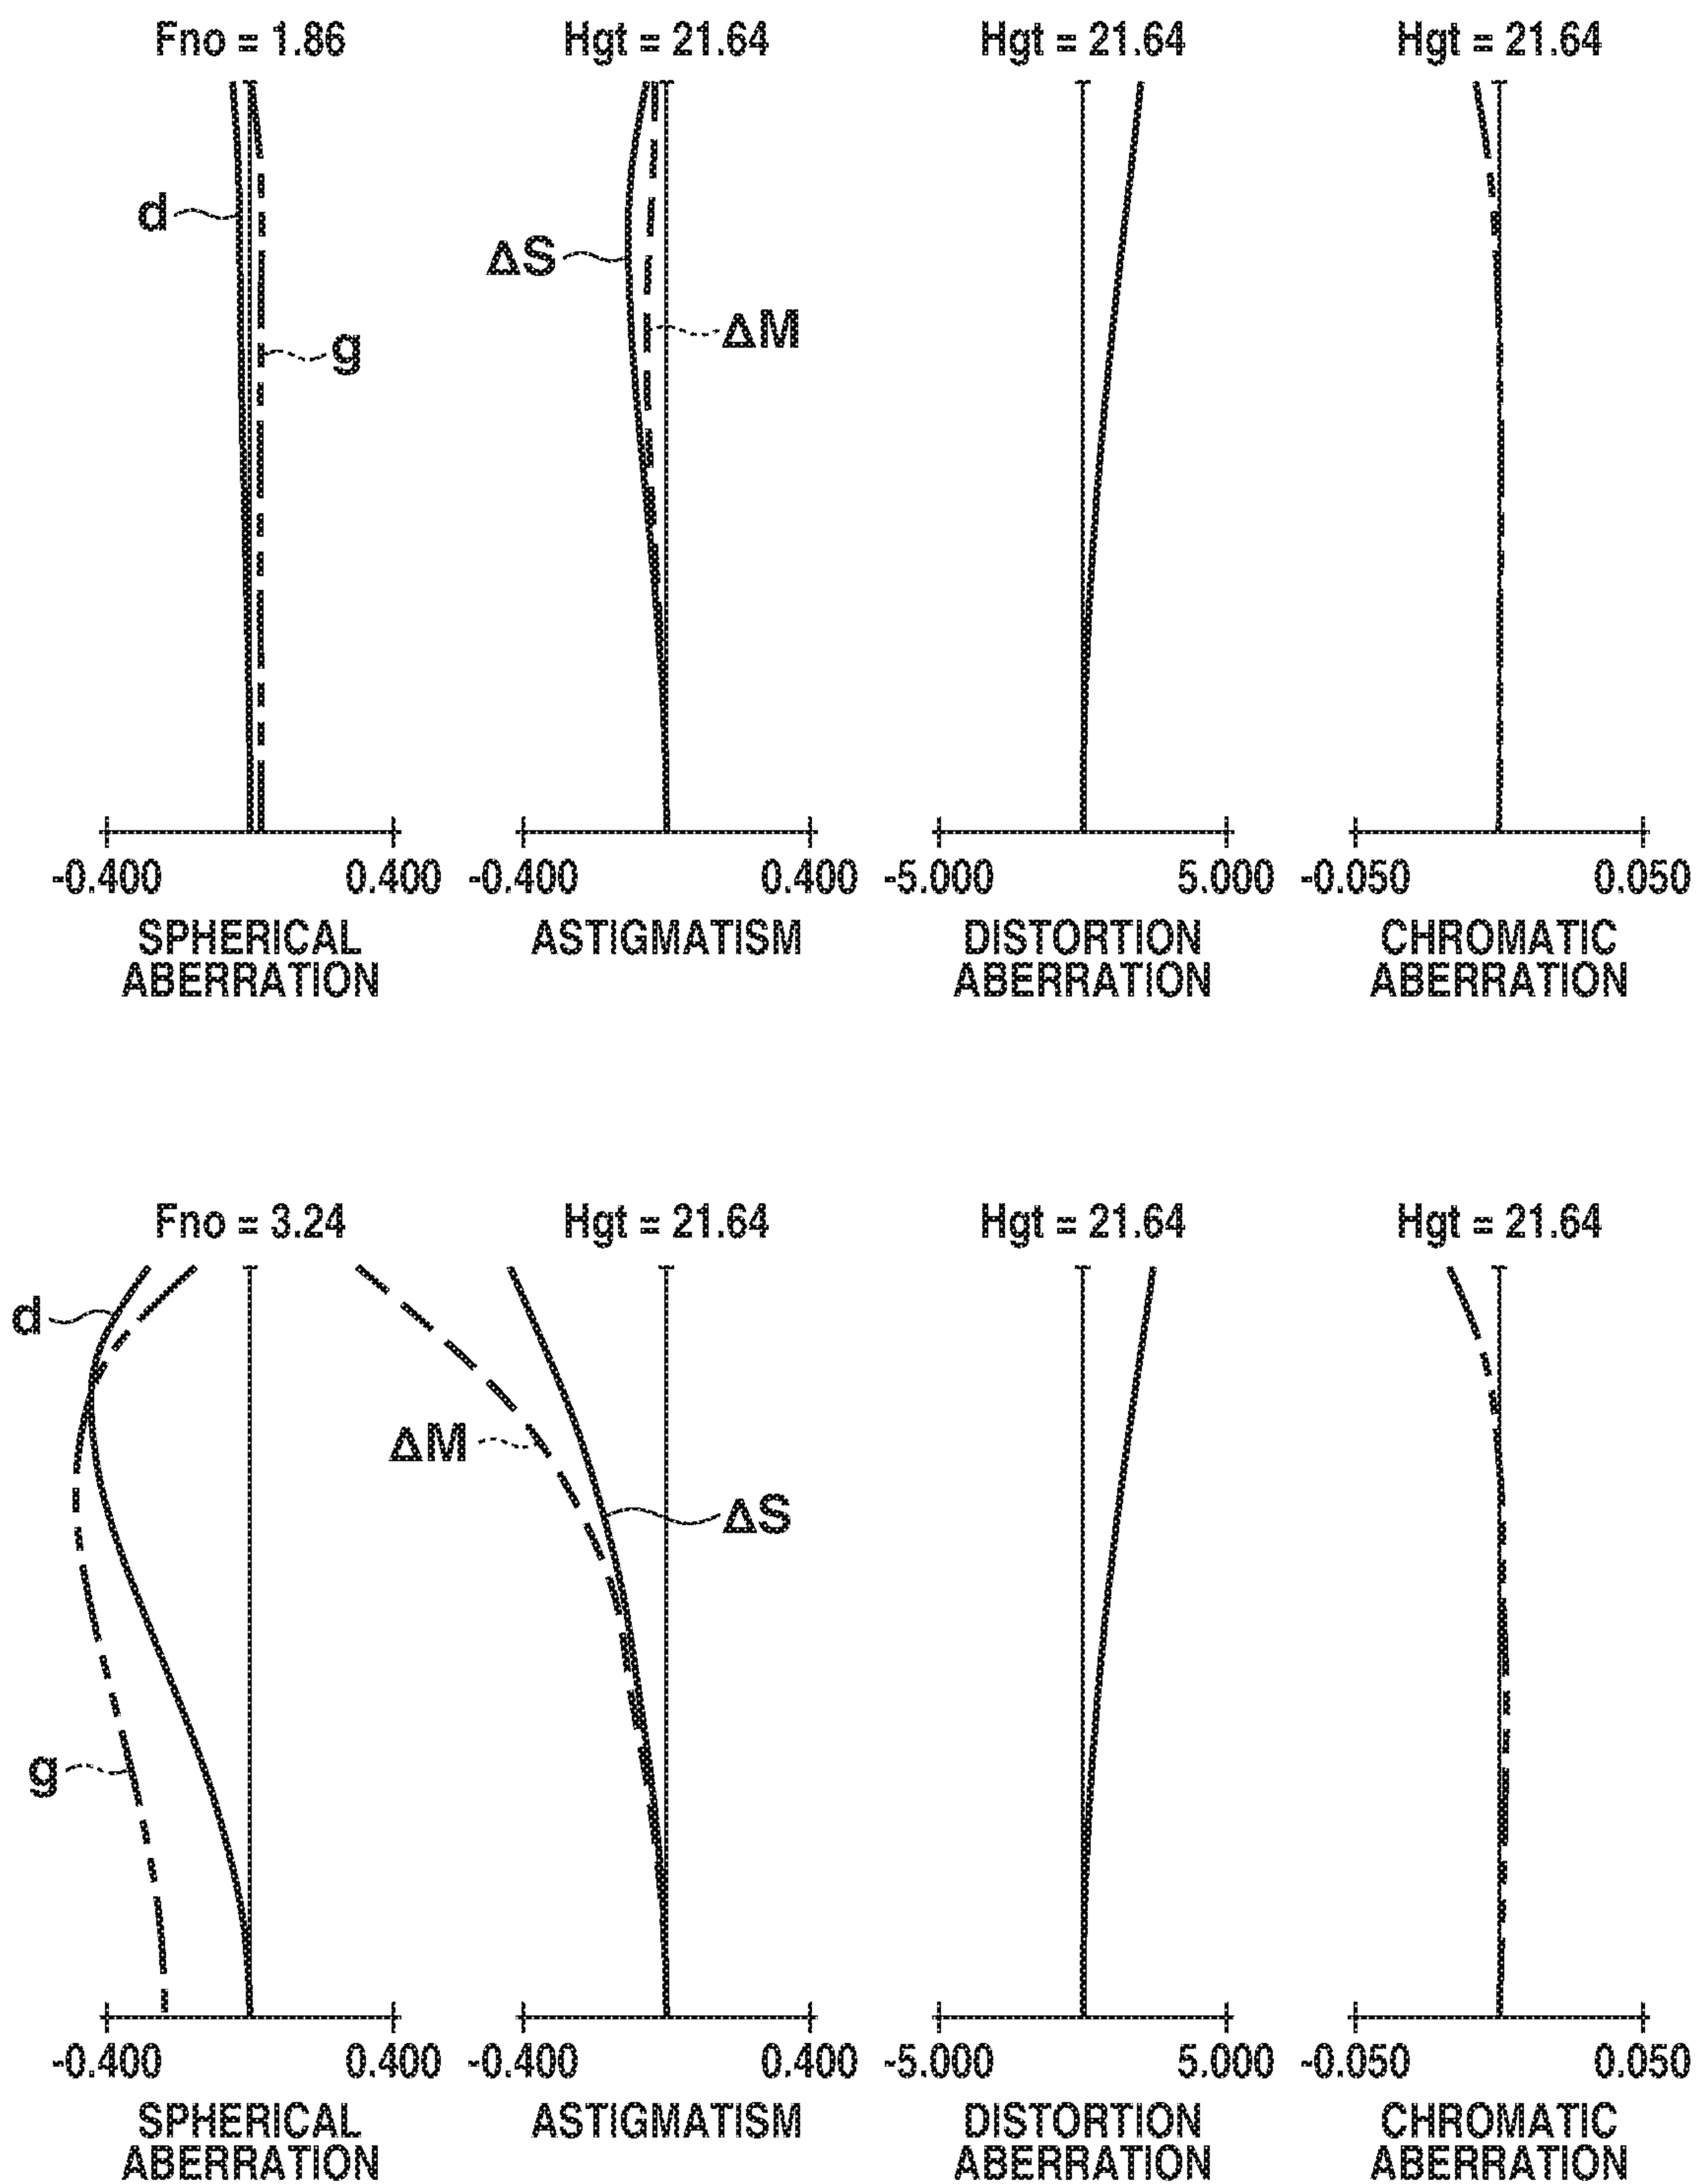 Fno = 1.86 Hgt = 21.64 Hgt = 21.64 Hgt = 21.64
d
ΔS
ΔM
g
-0.400 0.400 -0.400 0.400 -5.000 5.000 -0.050 0.050
SPHERICAL ABERRATION
ASTIGMATISM
DISTORTION ABERRATION
CHROMATIC ABERRATION
Fno = 3.24 Hgt = 21.64 Hgt = 21.64 Hgt = 21.64
d
ΔM
ΔS
g
-0.400 0.400 -0.400 0.400 -5.000 5.000 -0.050 0.050
SPHERICAL ABERRATION
ASTIGMATISM
DISTORTION ABERRATION
CHROMATIC ABERRATION